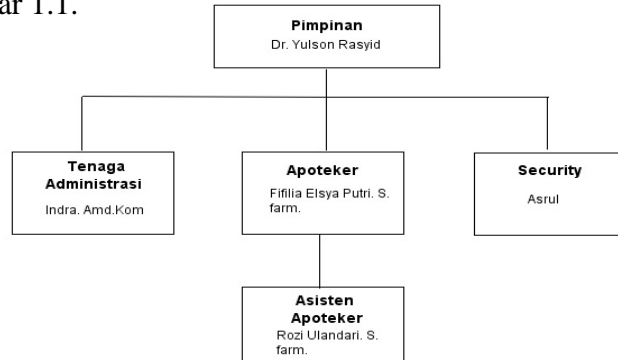 ar 1.1.
Pimpinan
Dr. Yulson Rasyid
Tenaga
Administrasi
Indra. Amd.Kom
Apoteker
Fifilia Elsya Putri. S.
farm.
Security
Asrul
Asisten
Apoteker
Rozi Ulandari. S.
farm.